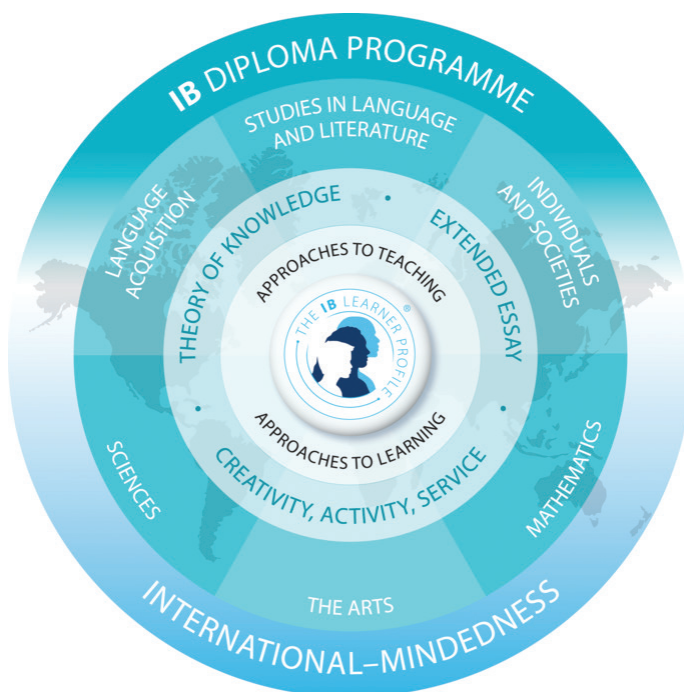 IB DIPLOMA PROGRAMME
STUDIES IN LANGUAGE
AND LITERATURE
LANGUAGE
ACQUISITION
INDIVIDUALS
AND SOCIETIES
THEORY OF KNOWLEDGE
•
EXTENDED ESSAY
APPROACHES TO TEACHING
• THE IB LEARNER PROFILE •
®
APPROACHES TO LEARNING
•
CREATIVITY, ACTIVITY, SERVICE
•
SCIENCES
MATHEMATICS
THE ARTS
INTERNATIONAL–MINDEDNESS